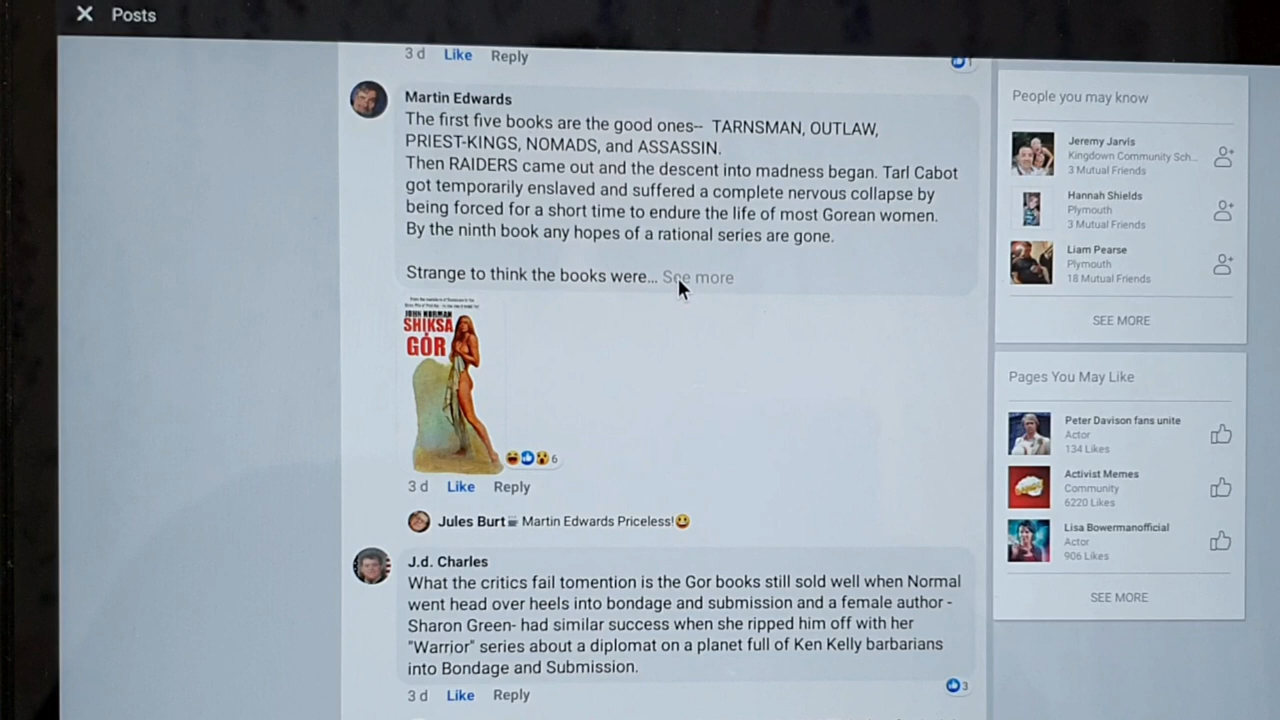 Posts
3 d Like Reply
1
Martin Edwards
The first five books are the good ones-- TARNSMAN, OUTLAW,
PRIEST-KINGS, NOMADS, and ASSASSIN.
Then RAIDERS came out and the descent into madness began. Tarl Cabot
got temporarily enslaved and suffered a complete nervous collapse by
being forced for a short time to endure the life of most Gorean women.
By the ninth book any hopes of a rational series are gone.
Strange to think the books were... See more
JOHN NORMAN
SHIKSA
GOR
6
3 d Like Reply
Jules Burt Martin Edwards Priceless!😃
J.d. Charles
What the critics fail tomention is the Gor books still sold well when Normal
went head over heels into bondage and submission and a female author -
Sharon Green- had similar success when she ripped him off with her
"Warrior" series about a diplomat on a planet full of Ken Kelly barbarians
into Bondage and Submission.
3
3 d Like Reply
People you may know
Jeremy Jarvis
Kingdown Community Sch...
3 Mutual Friends
Hannah Shields
Plymouth
3 Mutual Friends
Liam Pearse
Plymouth
18 Mutual Friends
SEE MORE
Pages You May Like
Peter Davison fans unite
Actor
134 Likes
Activist Memes
Community
6220 Likes
Lisa Bowermanofficial
Actor
906 Likes
SEE MORE